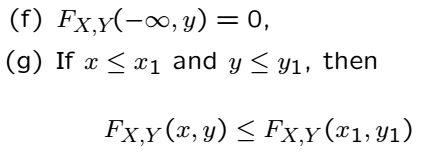 (f) F_{X,Y}(−∞, y) = 0,
(g) If x ≤ x_1 and y ≤ y_1, then
F_{X,Y}(x, y) ≤ F_{X,Y}(x_1, y_1)